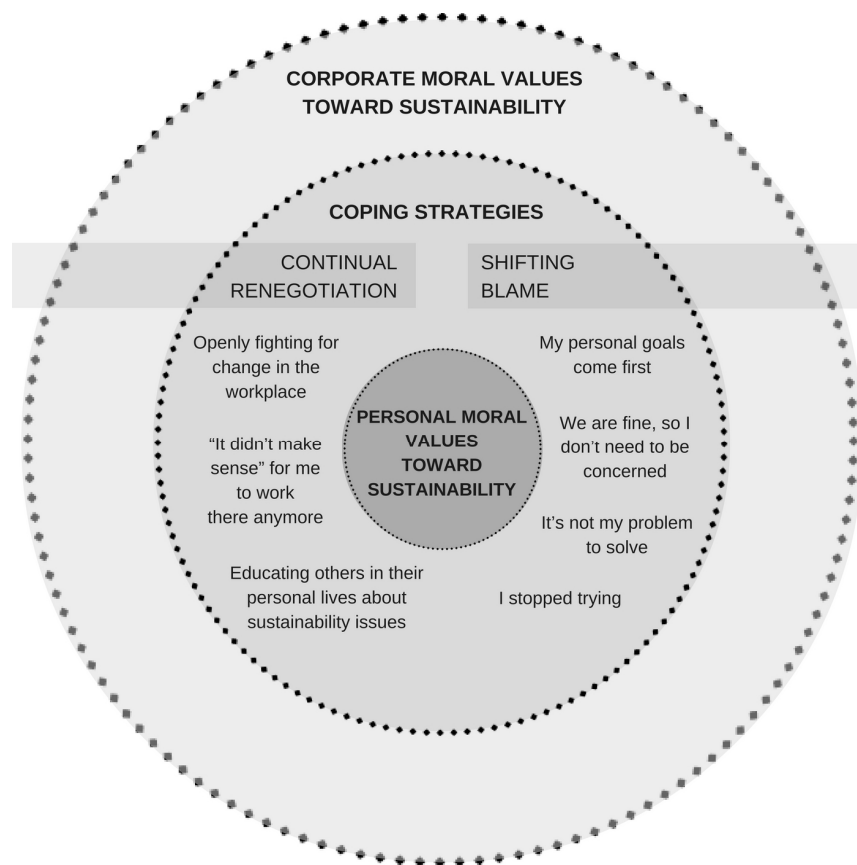 CORPORATE MORAL VALUES
TOWARD SUSTAINABILITY
COPING STRATEGIES
CONTINUAL
RENEGOTIATION
SHIFTING
BLAME
Openly fighting for
change in the
workplace
“It didn’t make
sense” for me
to work
there anymore
Educating others in their
personal lives about
sustainability issues
PERSONAL MORAL
VALUES
TOWARD
SUSTAINABILITY
My personal goals
come first
We are fine, so I
don’t need to be
concerned
It’s not my problem
to solve
I stopped trying